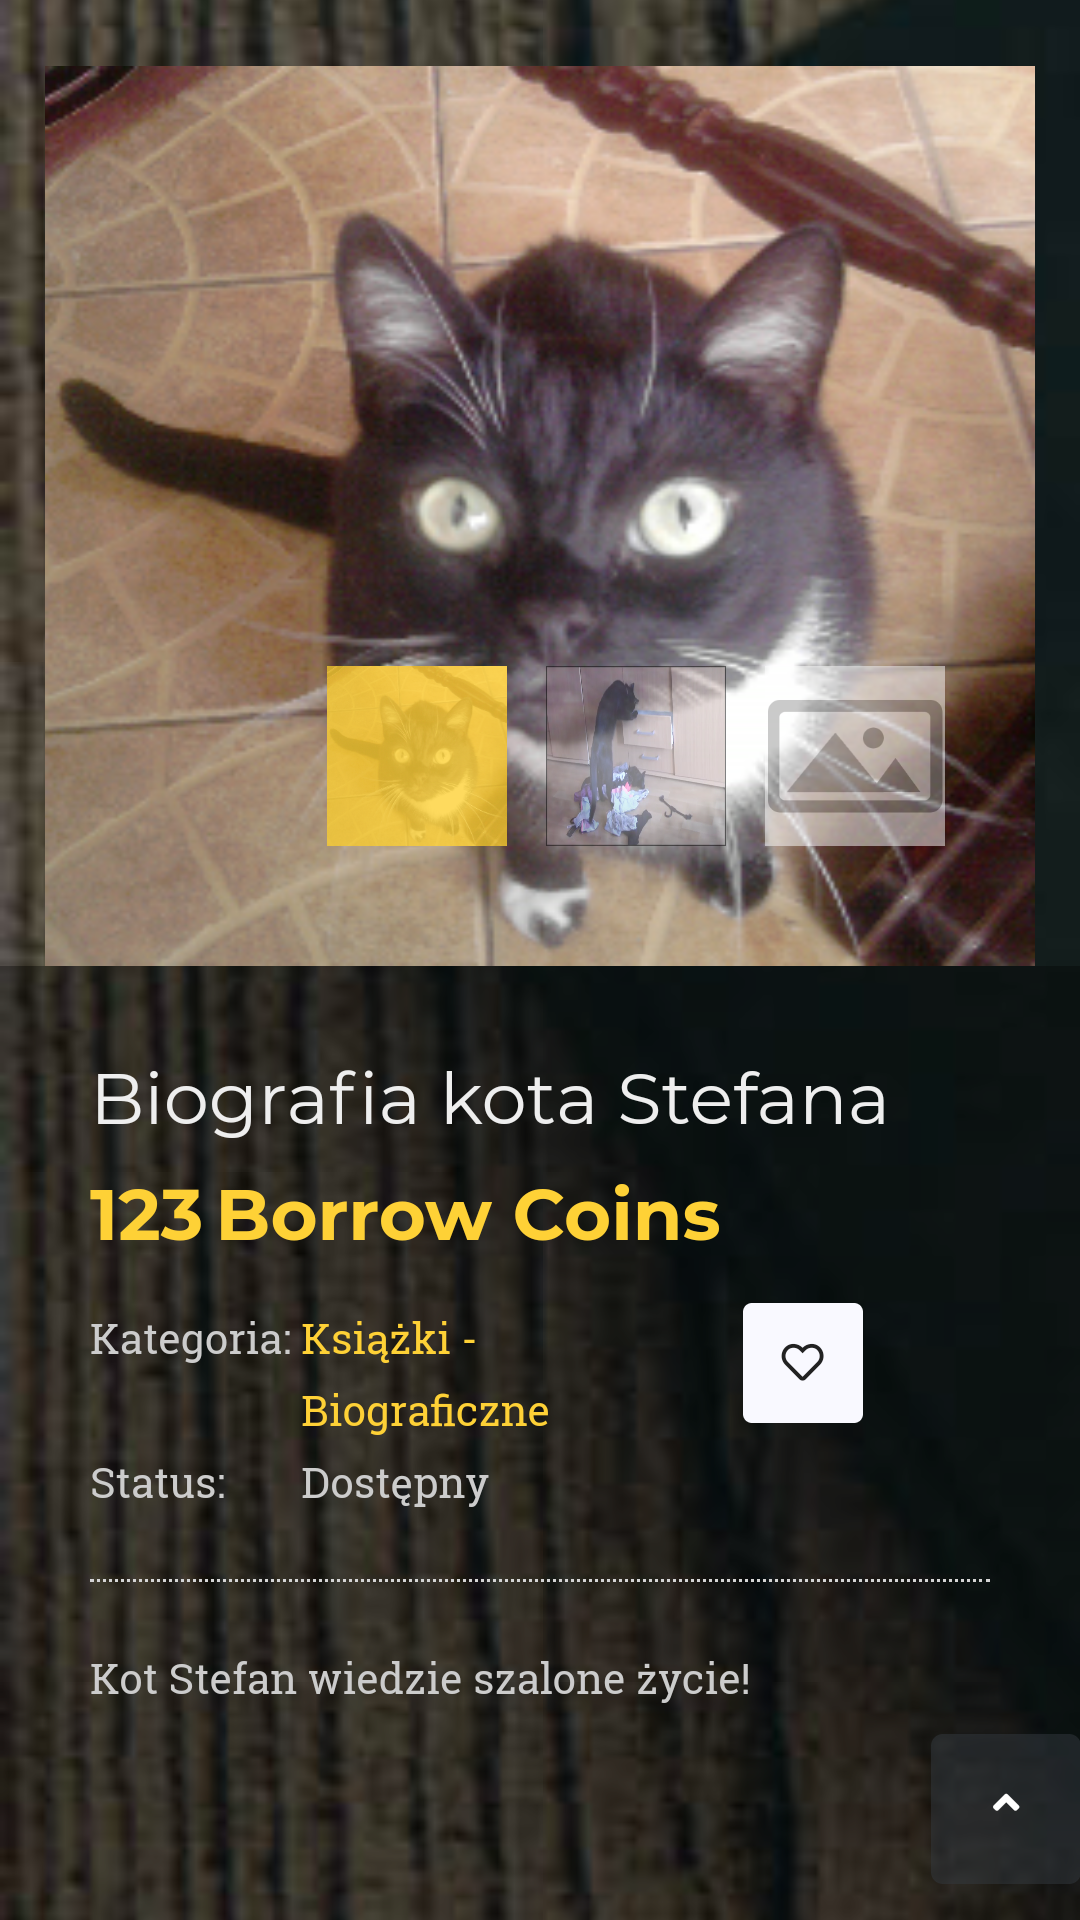 Biografia kota Stefana
123 Borrow Coins
Kategoria: Książki -
Biograficzne
Status: Dostępny
Kot Stefan wiedzie szalone życie!